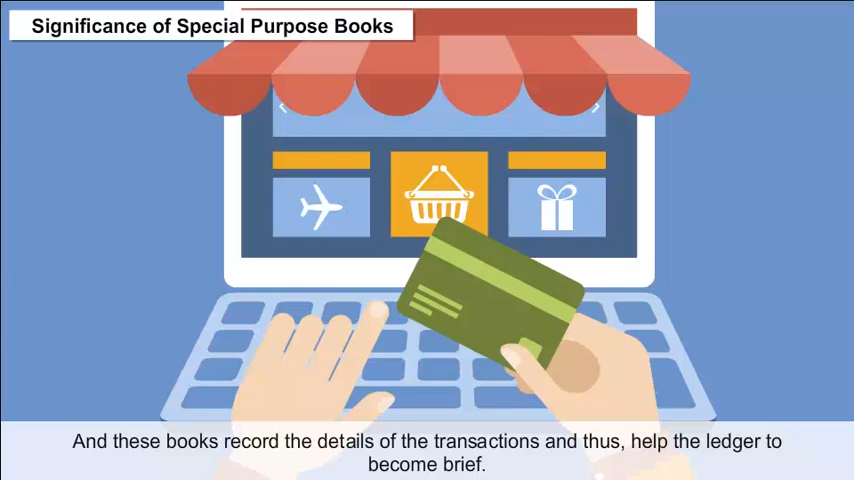 Significance of Special Purpose Books
And these books record the details of the transactions and thus, help the ledger to
become brief.